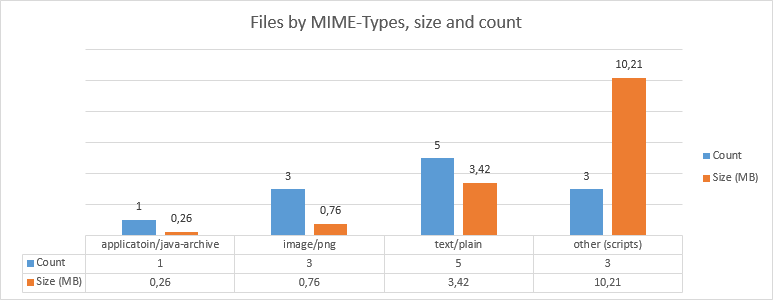 Files by MIME-Types, size and count
10,21
5
3,42
3
3
0,76
1
0,26
Count
Size (MB)
applicatoin/java-archive image/png text/plain other (scripts)
Count 1 3 5 3
Size (MB) 0,26 0,76 3,42 10,21